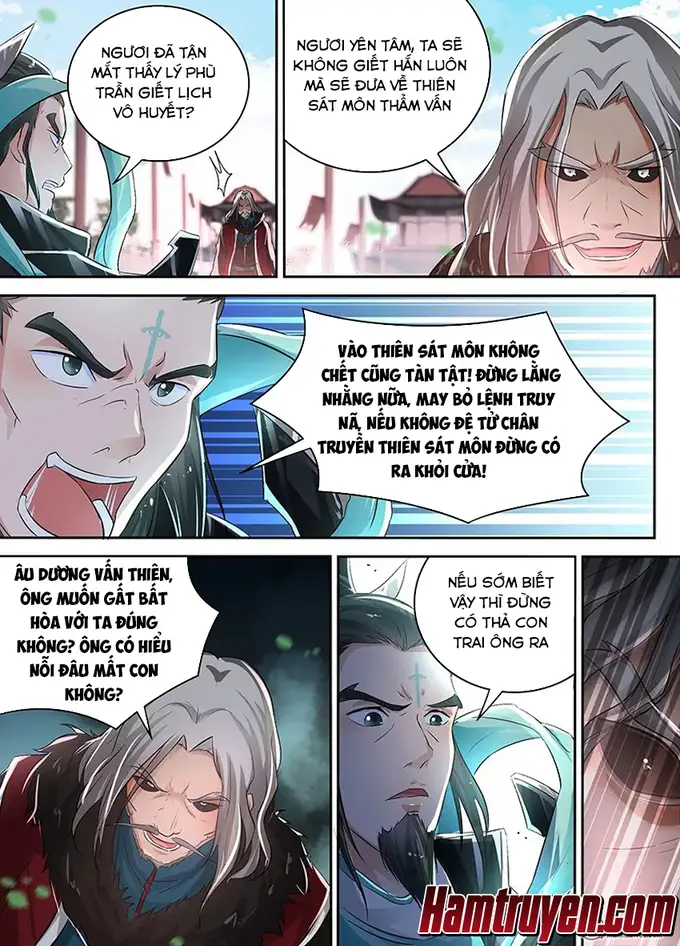 NGƯƠI ĐÃ TẬN
MẮT THẤY LÝ PHÙ
TRẦN GIẾT LỊCH
VÔ HUYẾT?
NGƯƠI YÊN TÂM, TA SẼ
KHÔNG GIẾT HẮN LUÔN
MÀ SẼ ĐƯA VỀ THIÊN
SÁT MÔN THẨM VẤN
VÀO THIÊN SÁT MÔN KHÔNG
CHẾT CŨNG TÀN TẬT! ĐỪNG LẰNG
NHẰNG NỮA, MAY BỎ LỆNH TRUY
NÃ, NẾU KHÔNG ĐỆ TỬ CHÂN
TRUYỀN THIÊN SÁT MÔN ĐỪNG CÓ
RA KHỎI CỬA!
ÂU DƯƠNG VẤN THIÊN,
ÔNG MUỐN GẤT BẤT
HÒA VỚI TA ĐÚNG
KHÔNG? ÔNG CÓ HIỂU
NỖI ĐÂU MẤT CON
KHÔNG?
NẾU SỚM BIẾT
VẬY THÌ ĐỪNG
CÓ THẢ CON
TRAI ÔNG RA
Hamtruyen.com